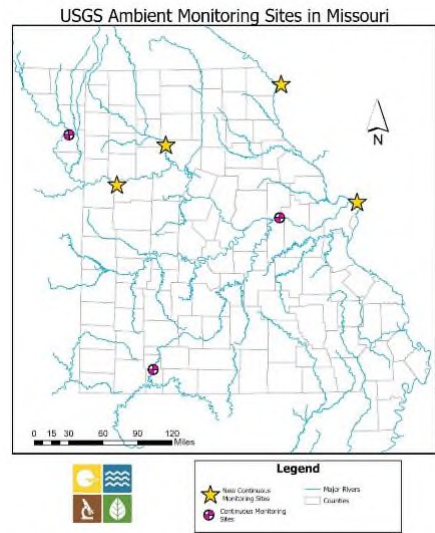 USGS Ambient Monitoring Sites in Missouri
N
0 15 30 60 90 120
Miles
Legend
New Continuous
Monitoring Sites
Continuous Monitoring
Sites
Major Rivers
Counties